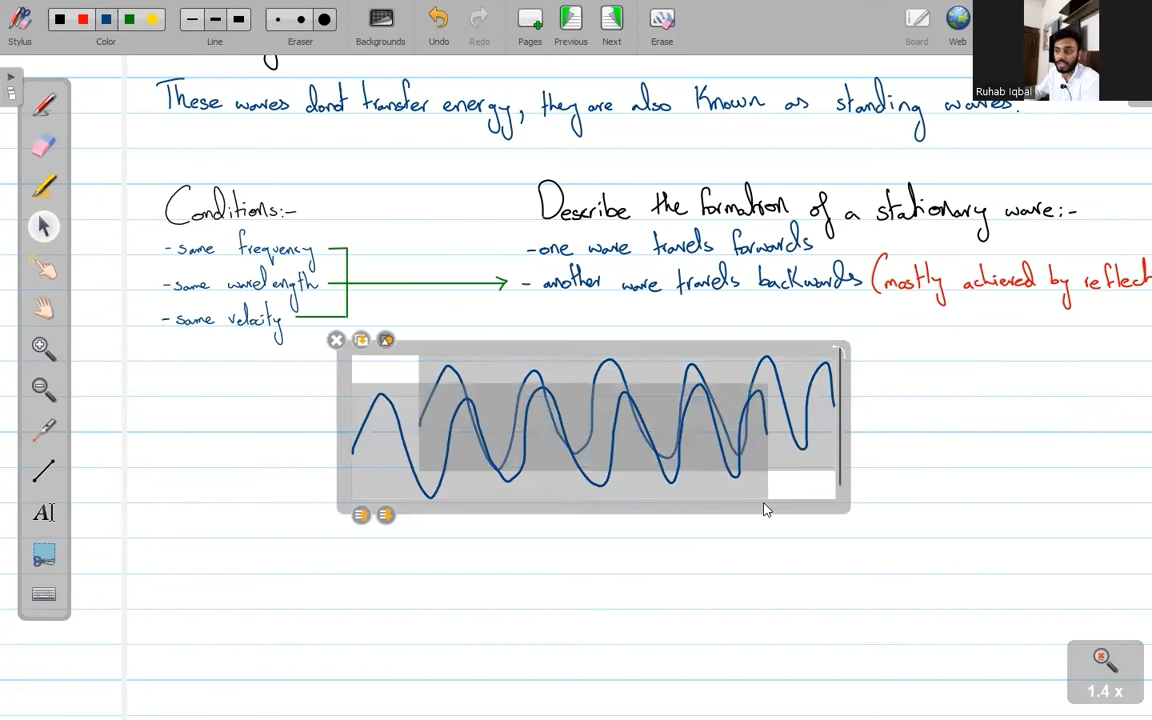 Stylus
Color
Line
Eraser
Backgrounds
Undo
Redo
Pages
Previous
Next
Erase
Board
Web
Ruhab Iqbal
These waves dont transfer energy, they are also known as standing waves.
Conditions:-
- same frequency
- same wavelength
- same velocity
Describe the formation of a stationary wave:-
- one wave travels forwards
- another wave travels backwards (mostly achieved by reflect
A
1.4 x